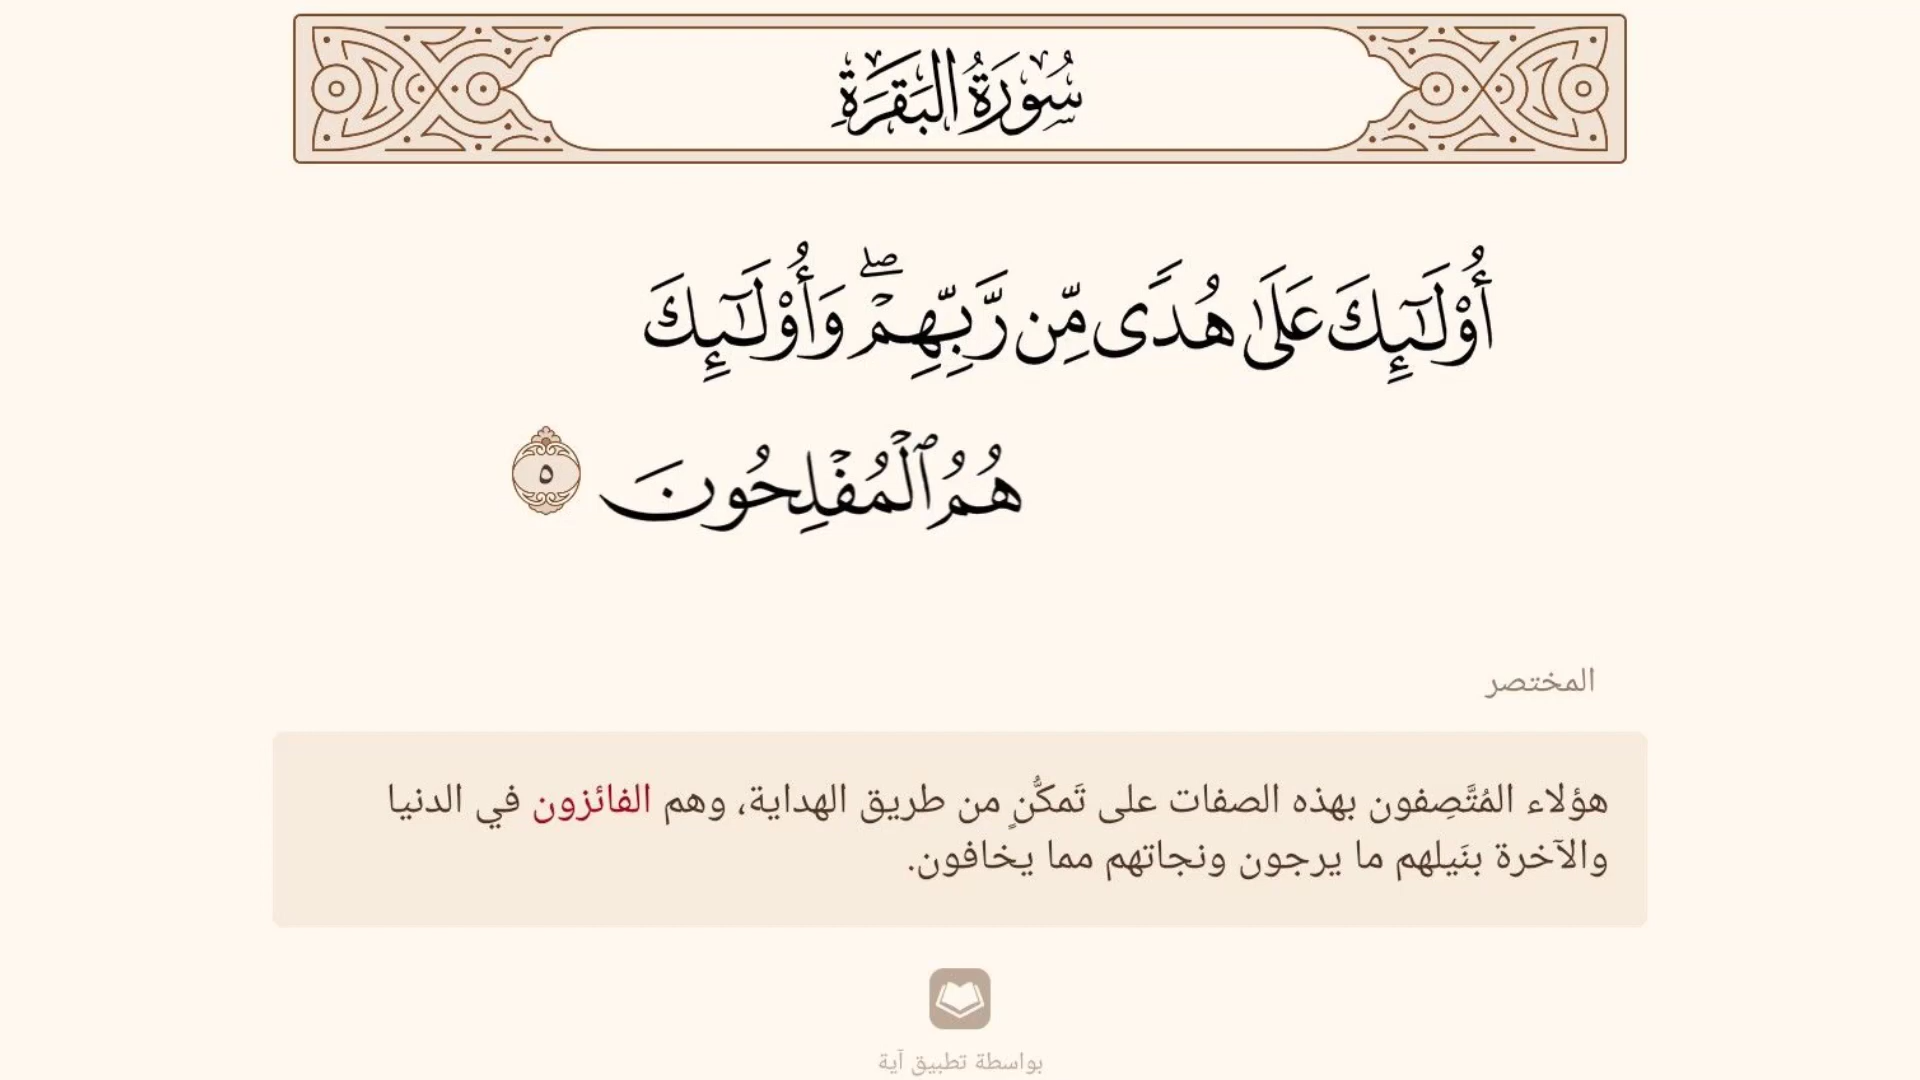 سُورَةُ البَقَرَةِ
أُوْلَٰٓئِكَ عَلَىٰ هُدٗى مِّن رَّبِّهِمۡۖ وَأُوْلَٰٓئِكَ
هُمُ ٱلۡمُفۡلِحُونَ ٥
المختصر
هؤلاء المُتَّصِفون بهذه الصفات على تَمكُّنٍ من طريق الهداية، وهم الفائزون في الدنيا
والآخرة بنَيلهم ما يرجون ونجاتهم مما يخافون.
بواسطة تطبيق آية